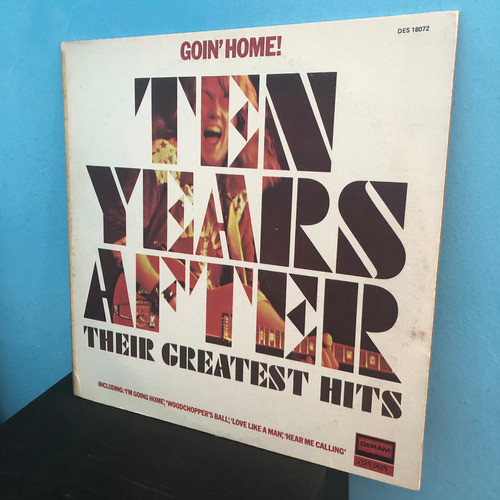 GOIN' HOME!
DES 18072
TEN
YEARS
AFTER
THEIR GREATEST HITS
INCLUDING: 'I'M GOING HOME,' 'WOODCHOPPER'S BALL,' 'LOVE LIKE A MAN,' 'HEAR ME CALLING'
DERAM
LONDON